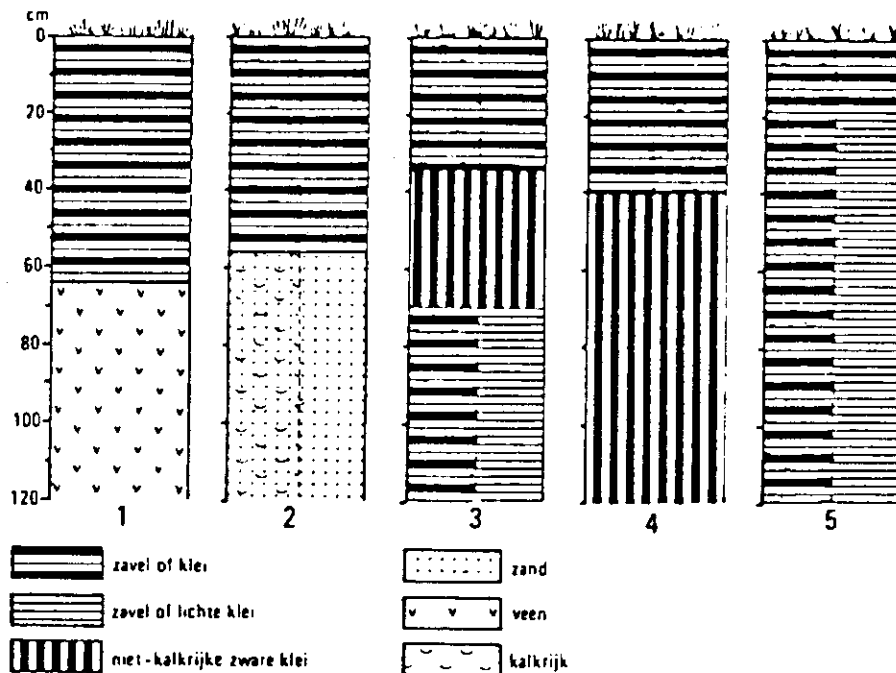 cm
0
20
40
60
80
100
120
1 2 3 4 5
zavel of klei
zavel of lichte klei
niet-kalkrijke zware klei
zand
veen
kalkrijk